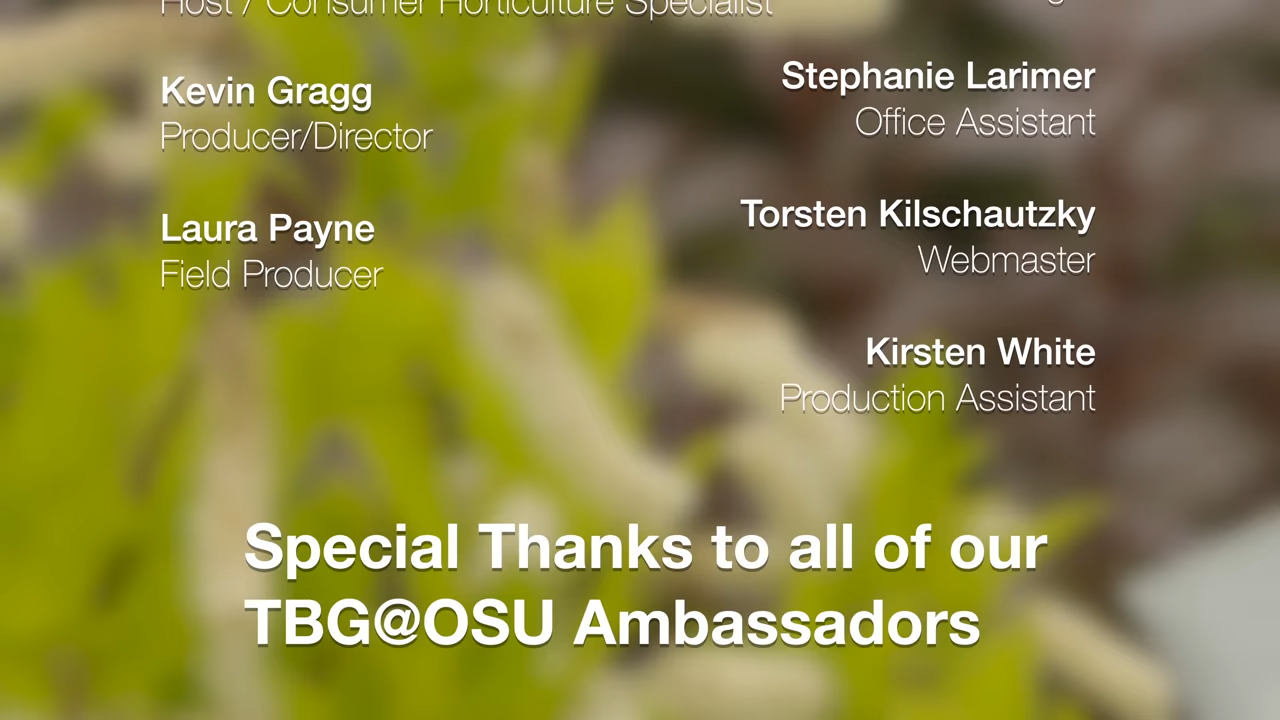 Host / Consumer Horticulture Specialist
Kevin Gragg
Producer/Director
Laura Payne
Field Producer
Stephanie Larimer
Office Assistant
Torsten Kilschautzky
Webmaster
Kirsten White
Production Assistant
Special Thanks to all of our
TBG@OSU Ambassadors